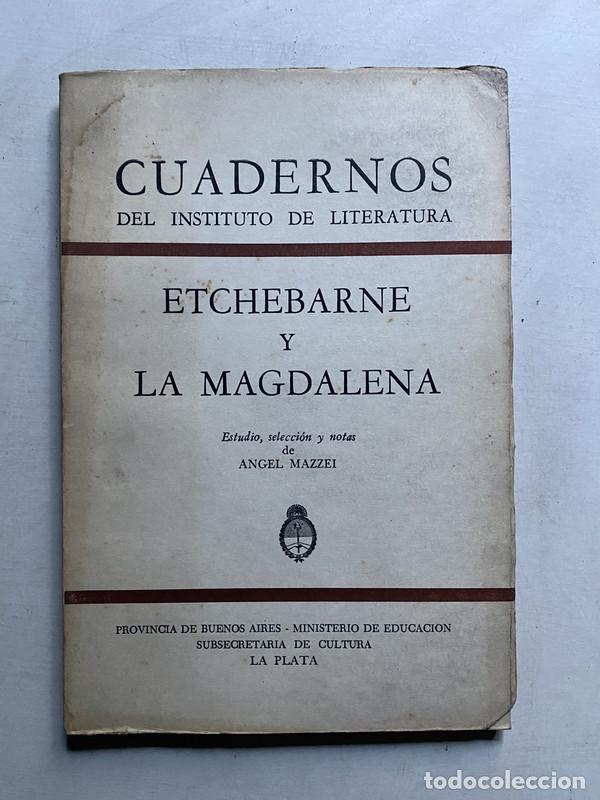 CUADERNOS
DEL INSTITUTO DE LITERATURA
ETCHEBARNE
Y
LA MAGDALENA
Estudio, selección y notas
de
ANGEL MAZZEI
PROVINCIA DE BUENOS AIRES - MINISTERIO DE EDUCACION
SUBSECRETARIA DE CULTURA
LA PLATA
todocoleccion